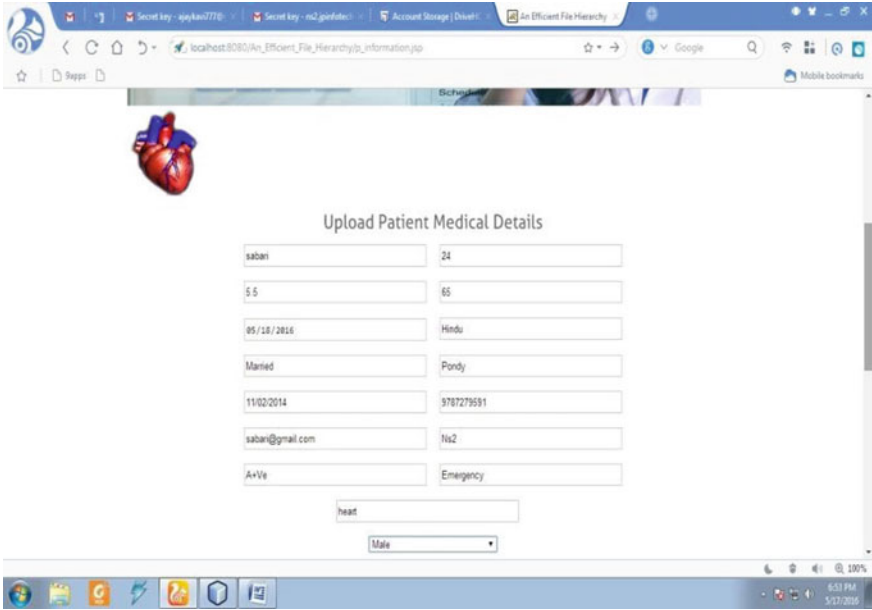 Secret key - ajaykavi777@
Secret key - ns2.jpinfotech
Account Storage | DriveHC
An Efficient File Hierarchy
localhost:8080/An_Efficient_File_Hierarchy/p_information.jsp
Google
9apps
Mobile bookmarks
Upload Patient Medical Details
sabari 24
5.5 65
05/18/2016 Hindu
Married Pondy
11/02/2014 9787279591
sabari@gmail.com Ns2
A+Ve Emergency
heart
Male
100%
6:53 PM
5/17/2016